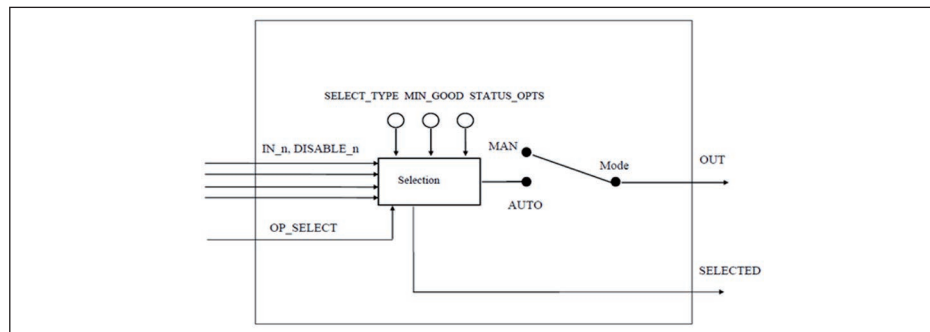 SELECT_TYPE MIN_GOOD STATUS_OPTS
IN_n, DISABLE_n
MAN
Mode
OUT
Selection
AUTO
OP_SELECT
SELECTED